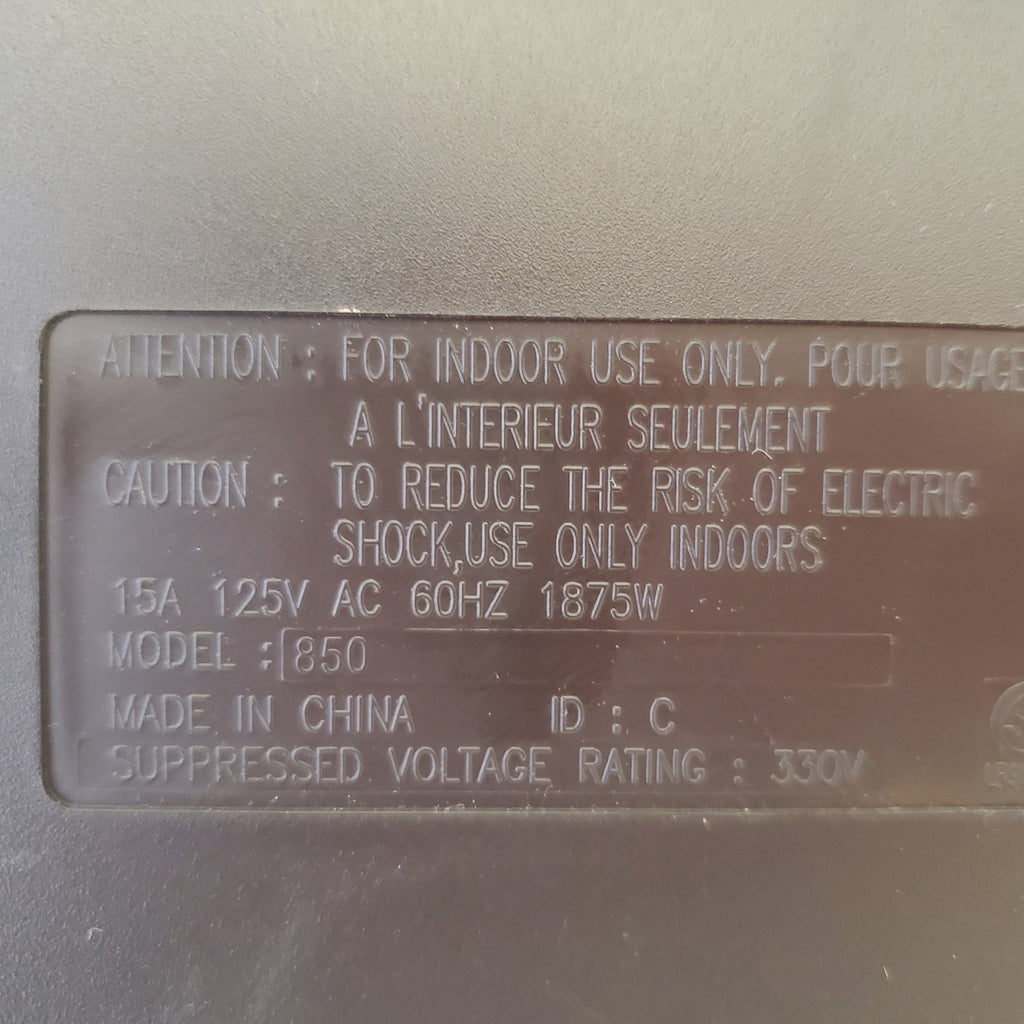 ATTENTION : FOR INDOOR USE ONLY. POUR USAGE
A L'INTERIEUR SEULEMENT
CAUTION : TO REDUCE THE RISK OF ELECTRIC
SHOCK,USE ONLY INDOORS
15A 125V AC 60HZ 1875W
MODEL : 850
MADE IN CHINA ID : C
SUPPRESSED VOLTAGE RATING : 330V